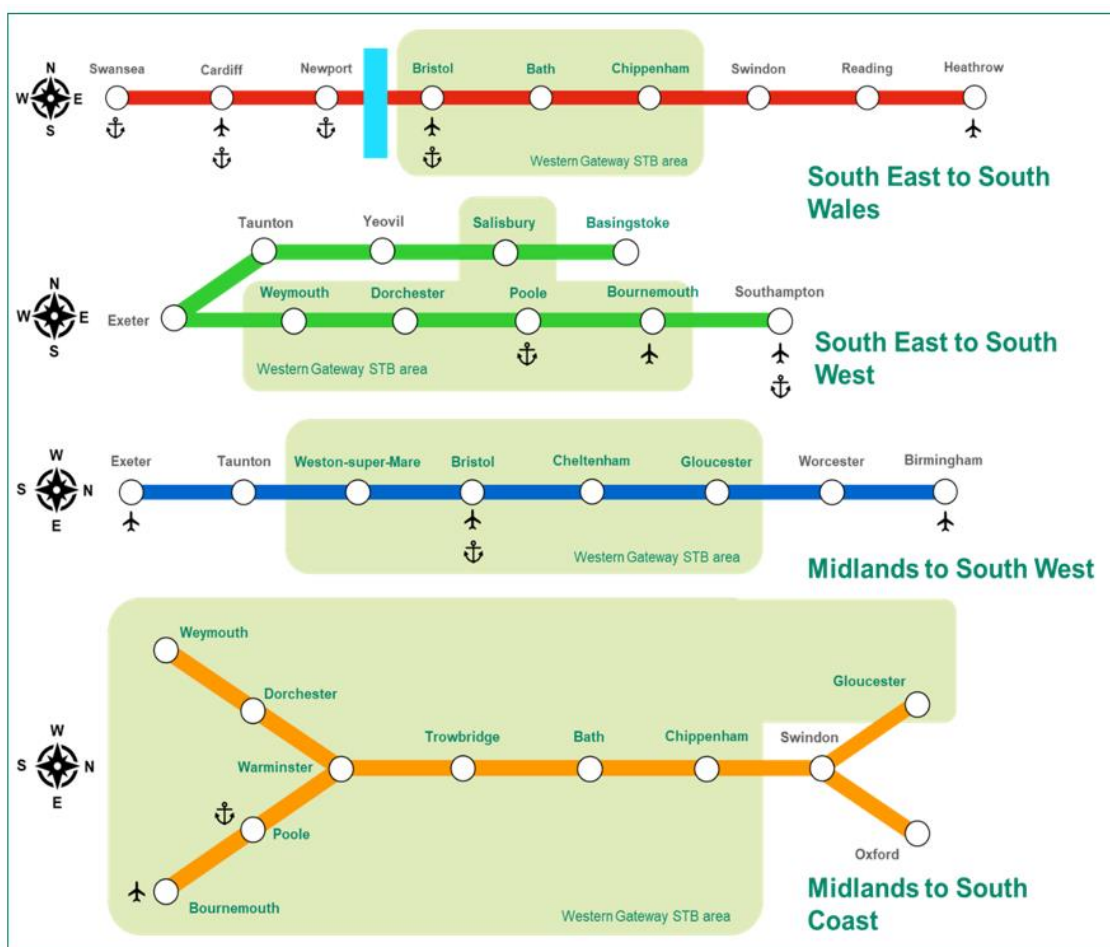 N
W E
S
Swansea Cardiff Newport Bristol Bath Chippenham Swindon Reading Heathrow
Western Gateway STB area
South East to South
Wales
Taunton Yeovil Salisbury Basingstoke
N
W E
S
Exeter Weymouth Dorchester Poole Bournemouth Southampton
Western Gateway STB area
South East to South
West
W
S N
E
Exeter Taunton Weston-super-Mare Bristol Cheltenham Gloucester Worcester Birmingham
Western Gateway STB area
Midlands to South West
Weymouth
Dorchester
Gloucester
W
S N
E
Warminster Trowbridge Bath Chippenham Swindon
Poole
Bournemouth
Oxford
Western Gateway STB area
Midlands to South
Coast